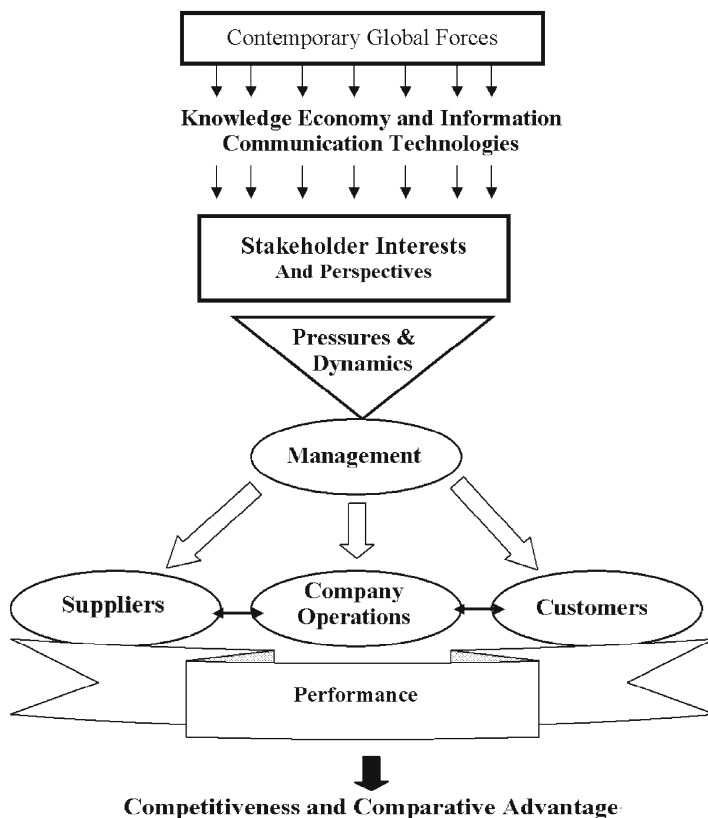 Contemporary Global Forces
Knowledge Economy and Information
Communication Technologies
Stakeholder Interests
And Perspectives
Pressures &
Dynamics
Management
Suppliers
Company
Operations
Customers
Performance
Competitiveness and Comparative Advantage